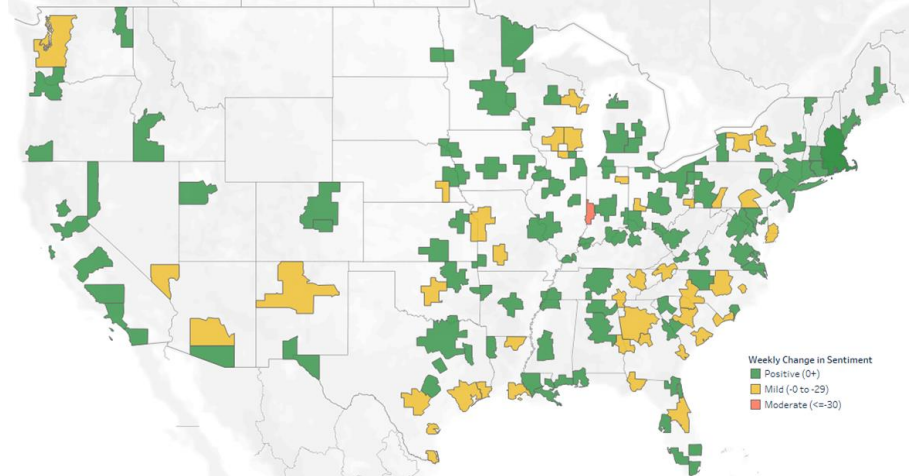 Weekly Change in Sentiment
Positive (0+)
Mild (-0 to -29)
Moderate (<=-30)